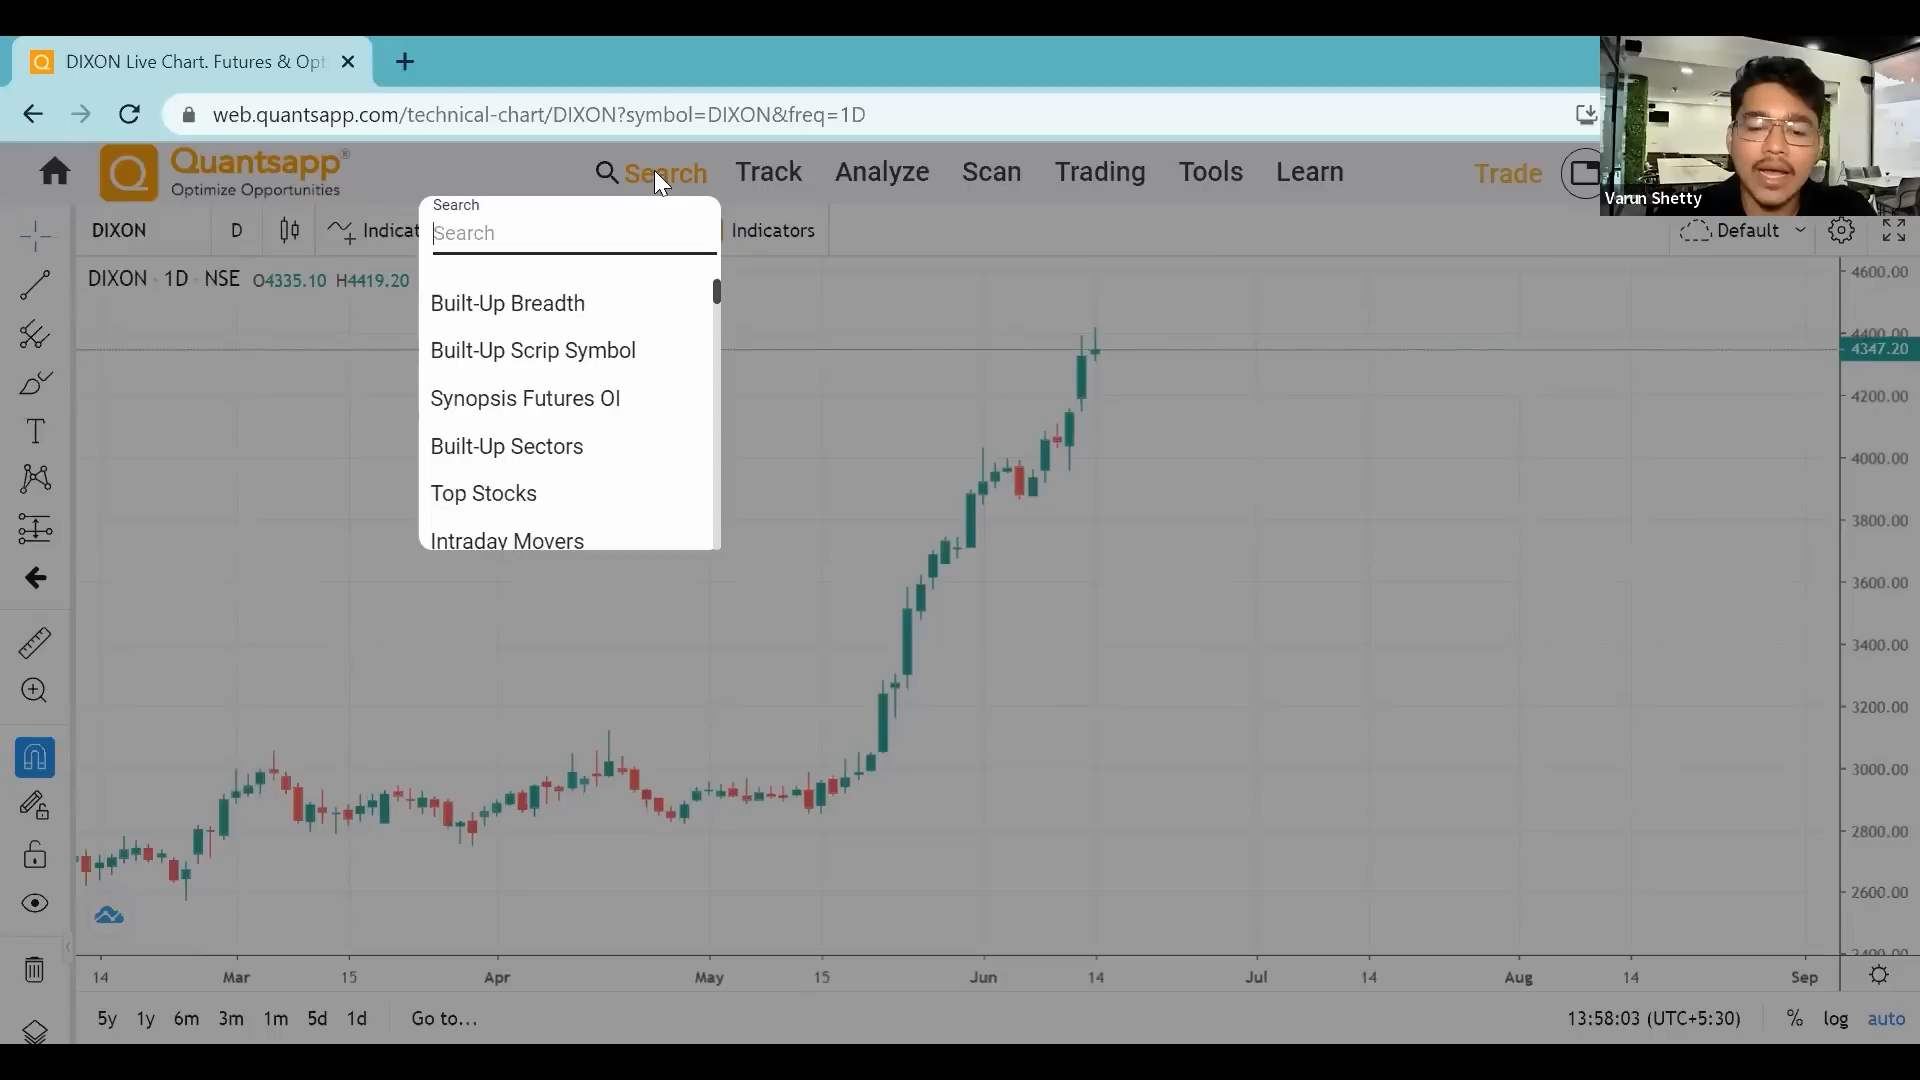 DIXON Live Chart. Futures & Opt
web.quantsapp.com/technical-chart/DIXON?symbol=DIXON&freq=1D
Quantsapp®
Optimize Opportunities
Search
Track
Analyze
Scan
Trading
Tools
Learn
Trade
Varun Shetty
DIXON
D
Indicat
Indicators
Default
Search
Search
Built-Up Breadth
Built-Up Scrip Symbol
Synopsis Futures OI
Built-Up Sectors
Top Stocks
Intraday Movers
DIXON · 1D · NSE O4335.10 H4419.20
4600.00
4400.00
4347.20
4200.00
4000.00
3800.00
3600.00
3400.00
3200.00
3000.00
2800.00
2600.00
2400.00
14 Mar 15 Apr May 15 Jun 14 Jul 14 Aug 14 Sep
5y 1y 6m 3m 1m 5d 1d Go to... 13:58:03 (UTC+5:30) % log auto